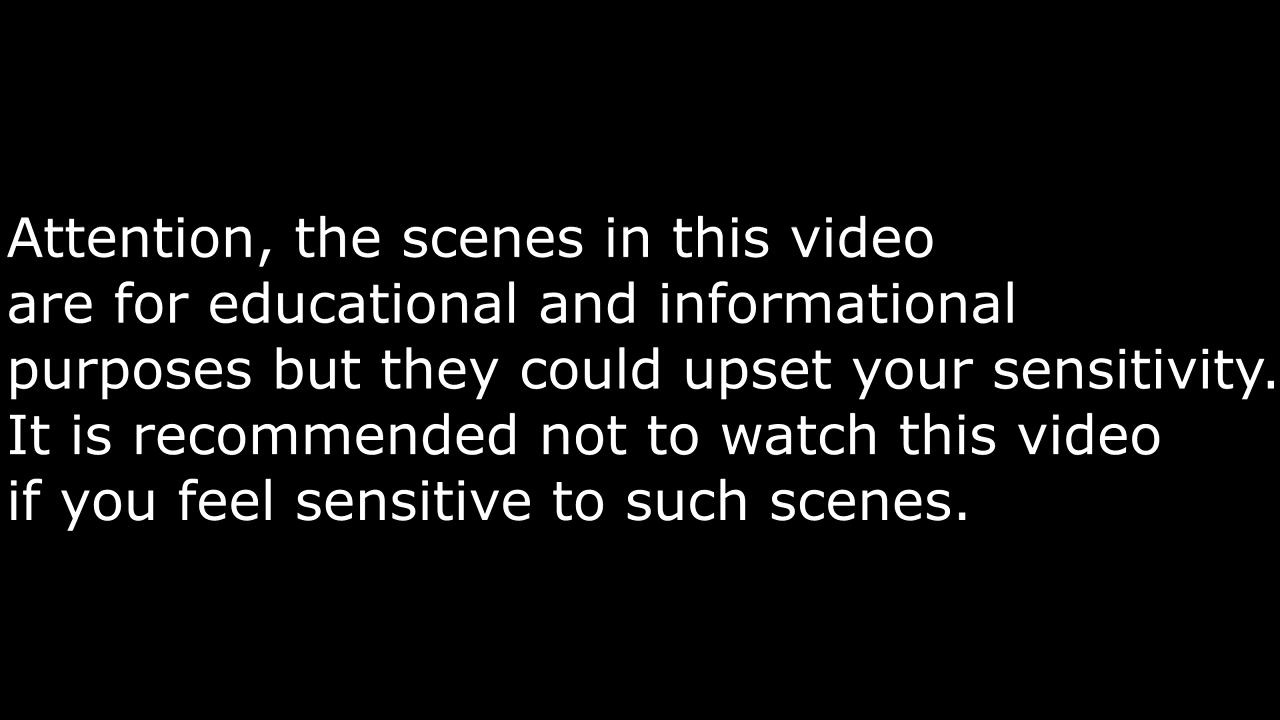 Attention, the scenes in this video
are for educational and informational
purposes but they could upset your sensitivity.
It is recommended not to watch this video
if you feel sensitive to such scenes.